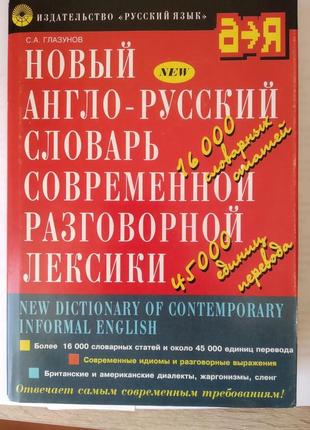 ИЗДАТЕЛЬСТВО «РУССКИЙ ЯЗЫК»
С.А. ГЛАЗУНОВ
а→я
НОВЫЙ
NEW
АНГЛО-РУССКИЙ
СЛОВАРЬ
СОВРЕМЕННОЙ
РАЗГОВОРНОЙ
ЛЕКСИКИ
16 000
словарных
статей
45 000
единиц
перевода
NEW DICTIONARY OF CONTEMPORARY
INFORMAL ENGLISH
Более 16 000 словарных статей и около 45 000 единиц перевода
Современные идиомы и разговорные выражения
Британские и американские диалекты, жаргонизмы, сленг
Отвечает самым современным требованиям!